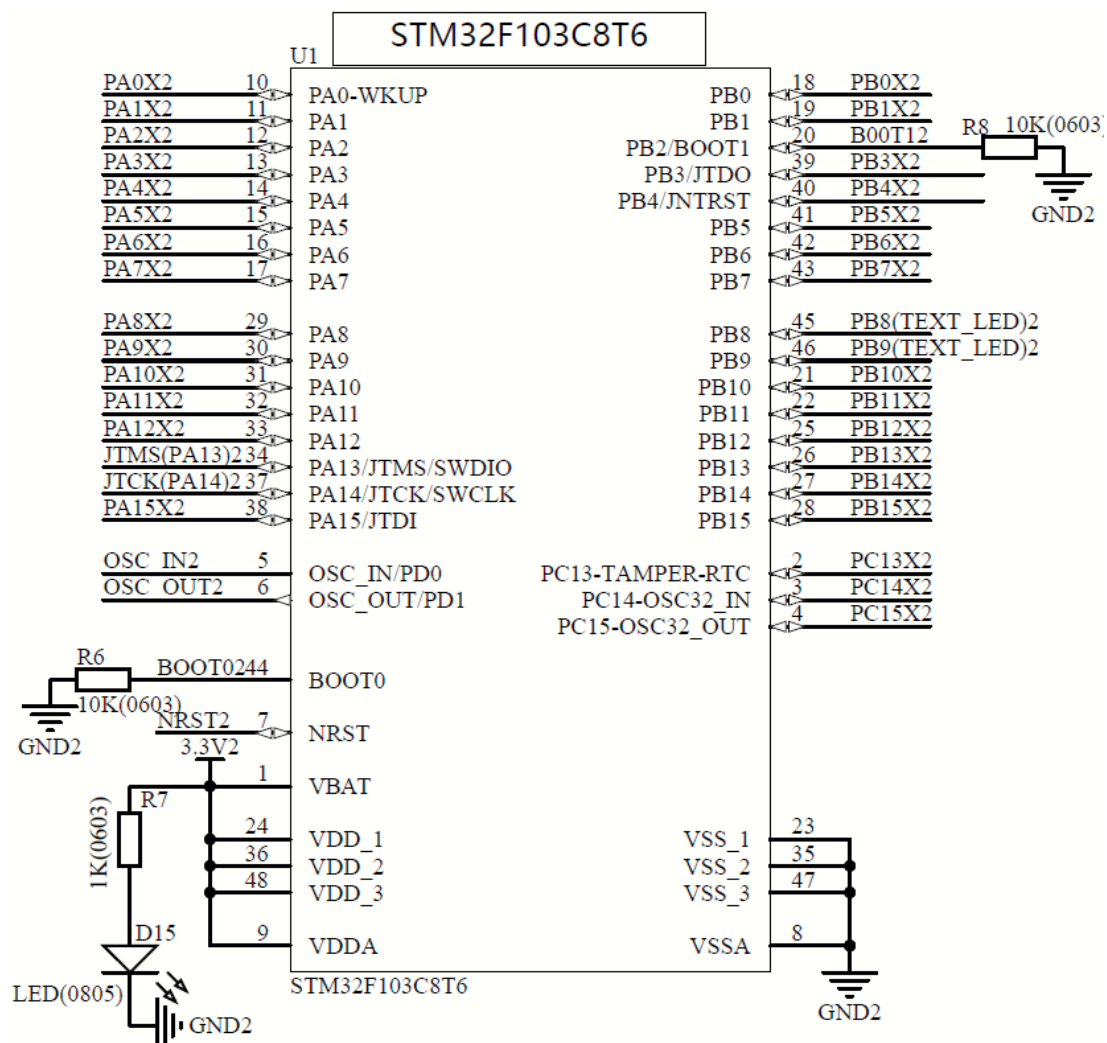 STM32F103C8T6
U1
PA0X2 10 PA0-WKUP PB0 18 PB0X2
PA1X2 11 PA1 PB1 19 PB1X2
PA2X2 12 PA2 PB2/BOOT1 20 B00T12 R8 10K(0603)
PA3X2 13 PA3 PB3/JTDO 39 PB3X2
PA4X2 14 PA4 PB4/JNTRST 40 PB4X2
GND2
PA5X2 15 PA5 PB5 41 PB5X2
PA6X2 16 PA6 PB6 42 PB6X2
PA7X2 17 PA7 PB7 43 PB7X2
PA8X2 29 PA8 PB8 45 PB8(TEXT_LED)2
PA9X2 30 PA9 PB9 46 PB9(TEXT_LED)2
PA10X2 31 PA10 PB10 21 PB10X2
PA11X2 32 PA11 PB11 22 PB11X2
PA12X2 33 PA12 PB12 25 PB12X2
JTMS(PA13)2 34 PA13/JTMS/SWDIO PB13 26 PB13X2
JTCK(PA14)2 37 PA14/JTCK/SWCLK PB14 27 PB14X2
PA15X2 38 PA15/JTDI PB15 28 PB15X2
OSC_IN2 5 OSC_IN/PD0 PC13-TAMPER-RTC 2 PC13X2
OSC_OUT2 6 OSC_OUT/PD1 PC14-OSC32_IN 3 PC14X2
PC15-OSC32_OUT 4 PC15X2
R6 BOOT02 44 BOOT0
10K(0603)
GND2
NRST2 7 NRST
3.3V2
1 VBAT
R7
1K(0603)
24 VDD_1 VSS_1 23
36 VDD_2 VSS_2 35
48 VDD_3 VSS_3 47
D15
9 VDDA VSSA 8
LED(0805)
GND2
STM32F103C8T6
GND2